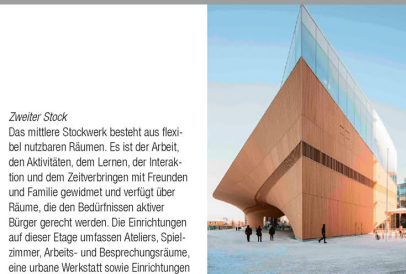 Zweiter Stock
Das mittlere Stockwerk besteht aus flexi-
bel nutzbaren Räumen. Es ist der Arbeit,
den Aktivitäten, dem Lernen, der Interak-
tion und dem Zeitverbringen mit Freunden
und Familie gewidmet und verfügt über
Räume, die den Bedürfnissen aktiver
Bürger gerecht werden. Die Einrichtungen
auf dieser Etage umfassen Ateliers, Spiel-
zimmer, Arbeits- und Besprechungsräume,
eine urbane Werkstatt sowie Einrichtungen